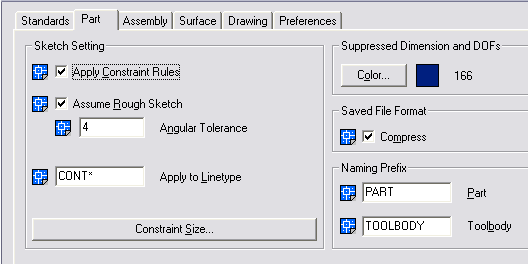 Standards Part Assembly Surface Drawing Preferences
Sketch Setting
Apply Constraint Rules
Assume Rough Sketch
4 Angular Tolerance
CONT* Apply to Linetype
Constraint Size...
Suppressed Dimension and DOFs
Color... 166
Saved File Format
Compress
Naming Prefix
PART Part
TOOLBODY Toolbody